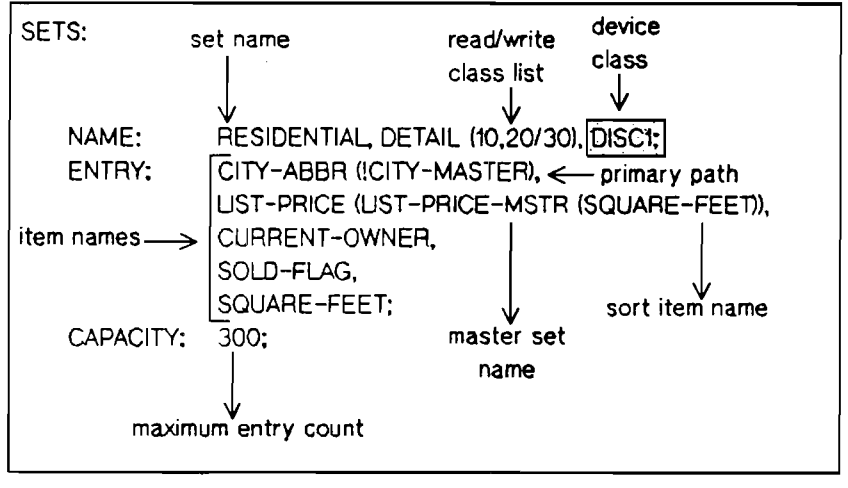 SETS:
set name
read/write
class list
device
class
NAME: RESIDENTIAL, DETAIL (10,20/30), DISC1;
ENTRY: CITY-ABBR (!CITY-MASTER), primary path
LIST-PRICE (LIST-PRICE-MSTR (SQUARE-FEET)),
item names CURRENT-OWNER,
SOLD-FLAG,
SQUARE-FEET;
sort item name
CAPACITY: 300;
master set
name
maximum entry count